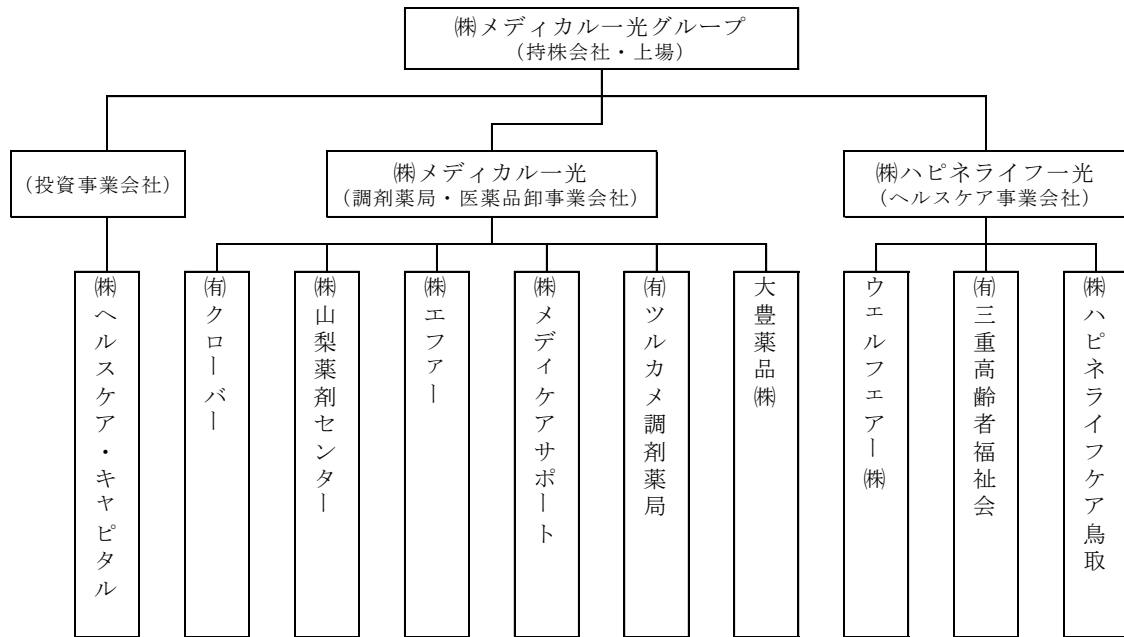 ㈱メディカル一光グループ
（持株会社・上場）
（投資事業会社）
㈱メディカル一光
（調剤薬局・医薬品卸事業会社）
㈱ハピネライフ一光
（ヘルスケア事業会社）
㈱ヘルスケア・キャピタル
㈲クローバー
㈱山梨薬剤センター
㈱エファー
㈱メディケアサポート
㈲ツルカメ調剤薬局
大豊薬品㈱
ウェルフェアー㈱
㈲三重高齢者福祉会
㈱ハピネライフケア鳥取